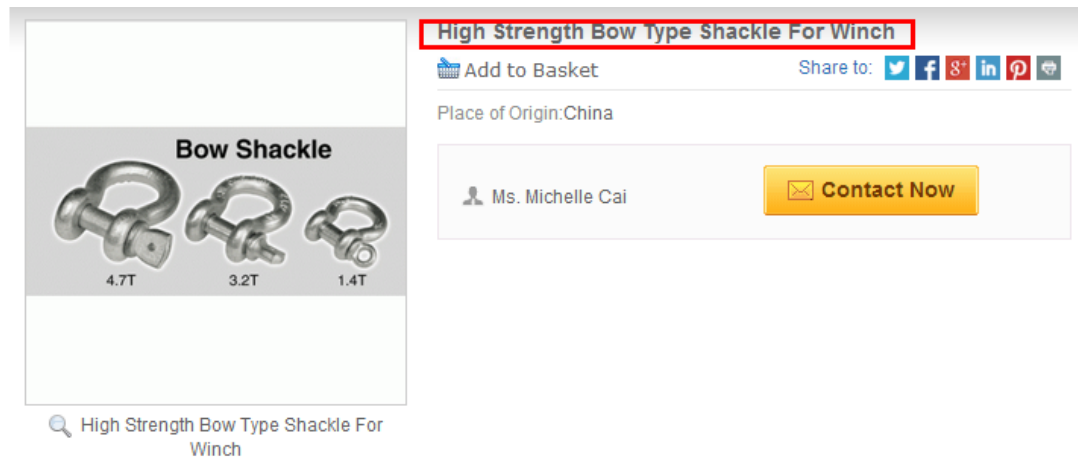 High Strength Bow Type Shackle For Winch
Add to Basket
Share to:
Place of Origin:China
Ms. Michelle Cai
Contact Now
Bow Shackle
4.7T 3.2T 1.4T
High Strength Bow Type Shackle For
Winch